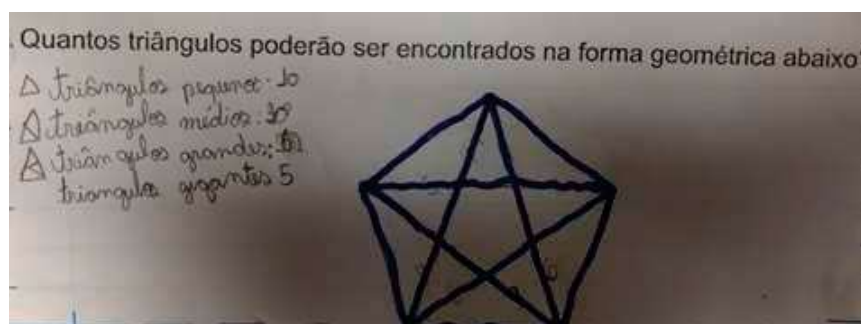 . Quantos triângulos poderão ser encontrados na forma geométrica abaixo
triângulos pequenos: 10
triângulos médios: 10
triângulos grandes:
triangulos gigantes 5